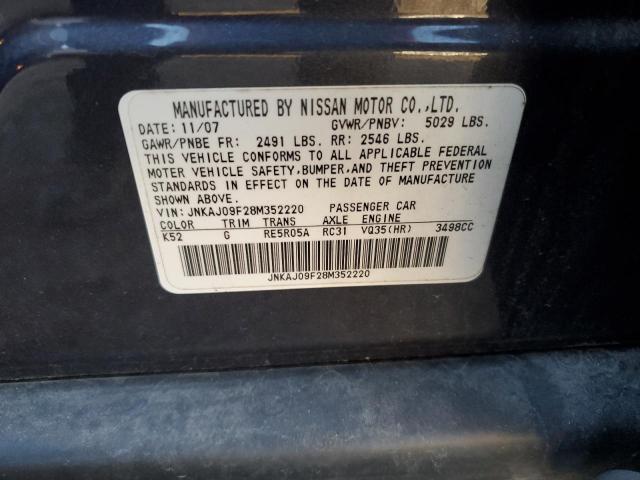 MANUFACTURED BY NISSAN MOTOR CO.,LTD.
DATE: 11/07 GVWR/PNBV: 5029 LBS.
GAWR/PNBE FR: 2491 LBS. RR: 2546 LBS.
THIS VEHICLE CONFORMS TO ALL APPLICABLE FEDERAL
MOTOR VEHICLE SAFETY, BUMPER, AND THEFT PREVENTION
STANDARDS IN EFFECT ON THE DATE OF MANUFACTURE
SHOWN ABOVE.
VIN: JNKAJ09F28M352220 PASSENGER CAR
COLOR TRIM TRANS AXLE ENGINE
K52 G RE5R05A RC31 VQ35(HR) 3498CC
JNKAJ09F28M352220